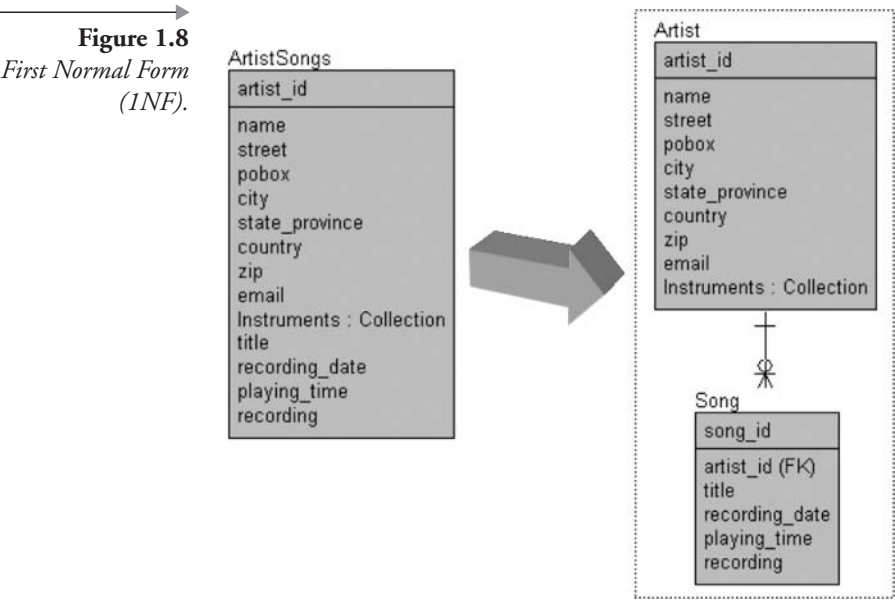 Figure 1.8
First Normal Form
(1NF).
ArtistSongs
artist_id
name
street
pobox
city
state_province
country
zip
email
Instruments : Collection
title
recording_date
playing_time
recording
Artist
artist_id
name
street
pobox
city
state_province
country
zip
email
Instruments : Collection
Song
song_id
artist_id (FK)
title
recording_date
playing_time
recording